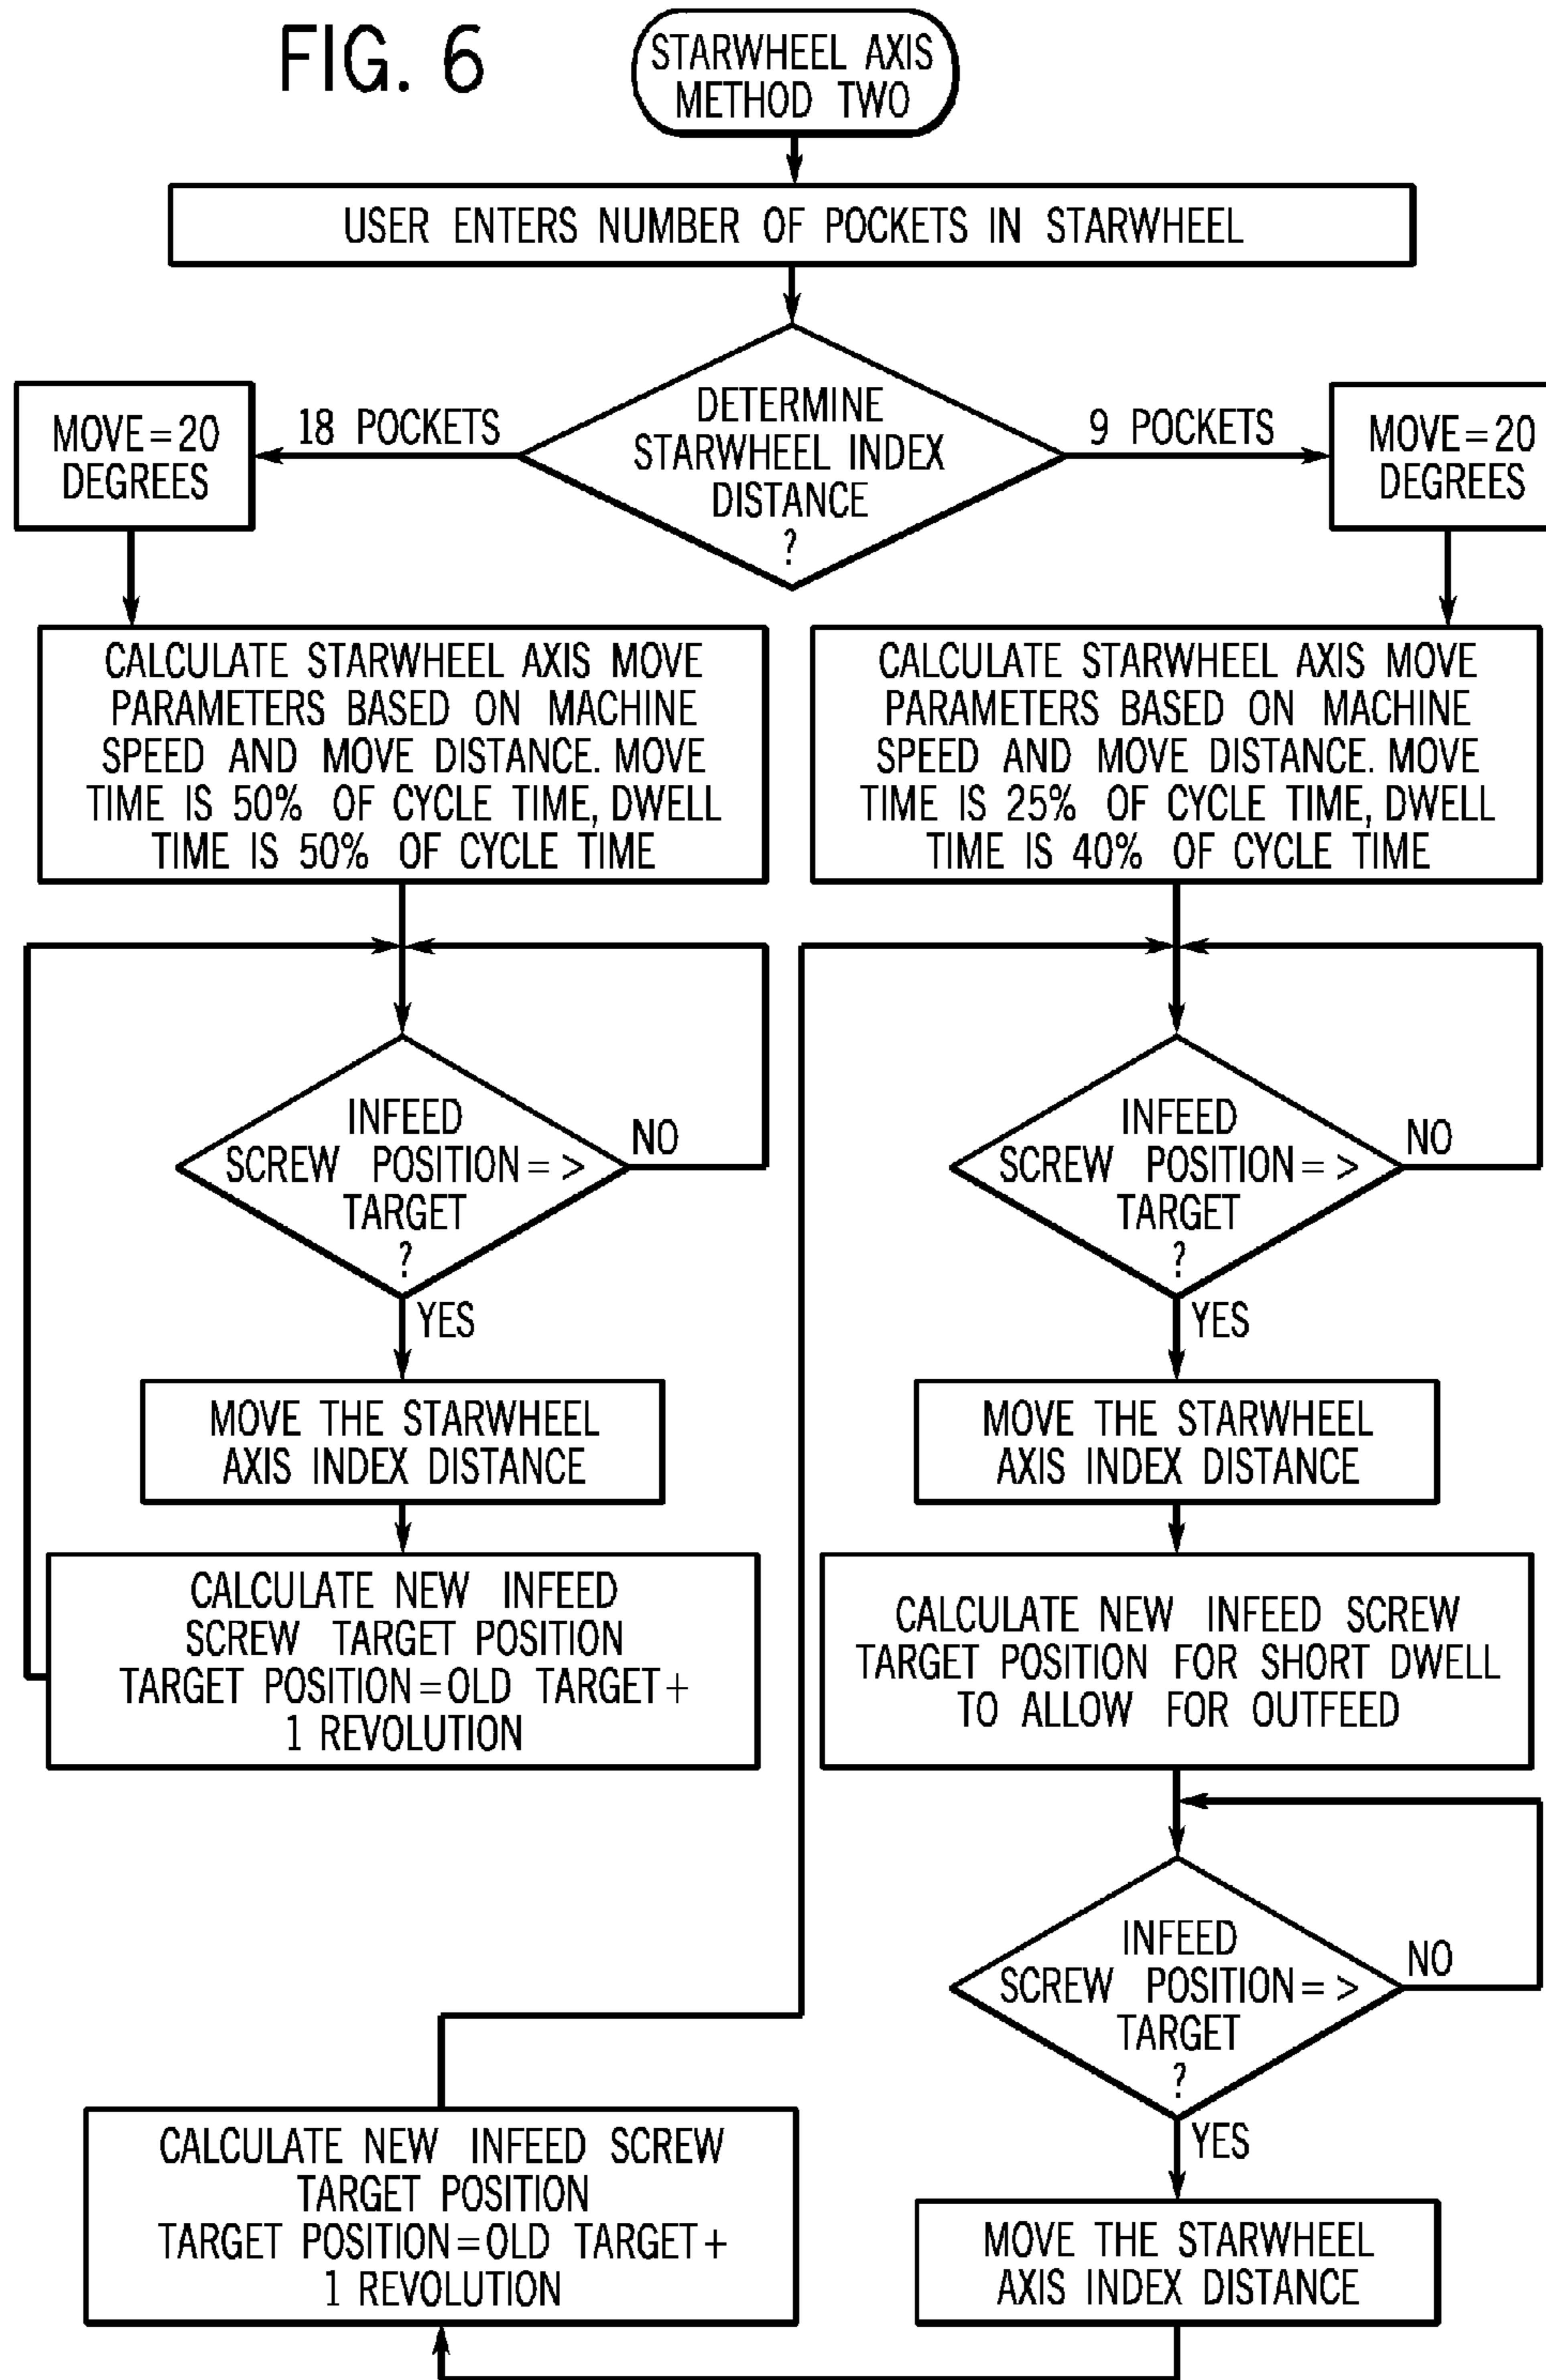 FIG. 6
STARWHEEL AXIS
METHOD TWO
USER ENTERS NUMBER OF POCKETS IN STARWHEEL
DETERMINE
STARWHEEL INDEX
DISTANCE
?
18 POCKETS
9 POCKETS
MOVE=20
DEGREES
MOVE=20
DEGREES
CALCULATE STARWHEEL AXIS MOVE
PARAMETERS BASED ON MACHINE
SPEED AND MOVE DISTANCE. MOVE
TIME IS 50% OF CYCLE TIME, DWELL
TIME IS 50% OF CYCLE TIME
CALCULATE STARWHEEL AXIS MOVE
PARAMETERS BASED ON MACHINE
SPEED AND MOVE DISTANCE. MOVE
TIME IS 25% OF CYCLE TIME, DWELL
TIME IS 40% OF CYCLE TIME
INFEED
SCREW POSITION= >
TARGET
?
NO
YES
INFEED
SCREW POSITION= >
TARGET
?
NO
YES
MOVE THE STARWHEEL
AXIS INDEX DISTANCE
MOVE THE STARWHEEL
AXIS INDEX DISTANCE
CALCULATE NEW INFEED
SCREW TARGET POSITION
TARGET POSITION=OLD TARGET+
1 REVOLUTION
CALCULATE NEW INFEED SCREW
TARGET POSITION FOR SHORT DWELL
TO ALLOW FOR OUTFEED
INFEED
SCREW POSITION= >
TARGET
?
NO
YES
CALCULATE NEW INFEED SCREW
TARGET POSITION
TARGET POSITION=OLD TARGET+
1 REVOLUTION
MOVE THE STARWHEEL
AXIS INDEX DISTANCE